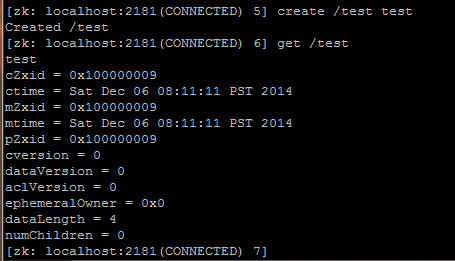 [zk: localhost:2181(CONNECTED) 5] create /test test
Created /test
[zk: localhost:2181(CONNECTED) 6] get /test
test
cZxid = 0x100000009
ctime = Sat Dec 06 08:11:11 PST 2014
mZxid = 0x100000009
mtime = Sat Dec 06 08:11:11 PST 2014
pZxid = 0x100000009
cversion = 0
dataVersion = 0
aclVersion = 0
ephemeralOwner = 0x0
dataLength = 4
numChildren = 0
[zk: localhost:2181(CONNECTED) 7]